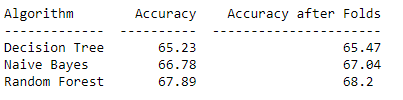 Algorithm Accuracy Accuracy after Folds
------------- ---------- ----------------------
Decision Tree 65.23 65.47
Naive Bayes 66.78 67.04
Random Forest 67.89 68.2